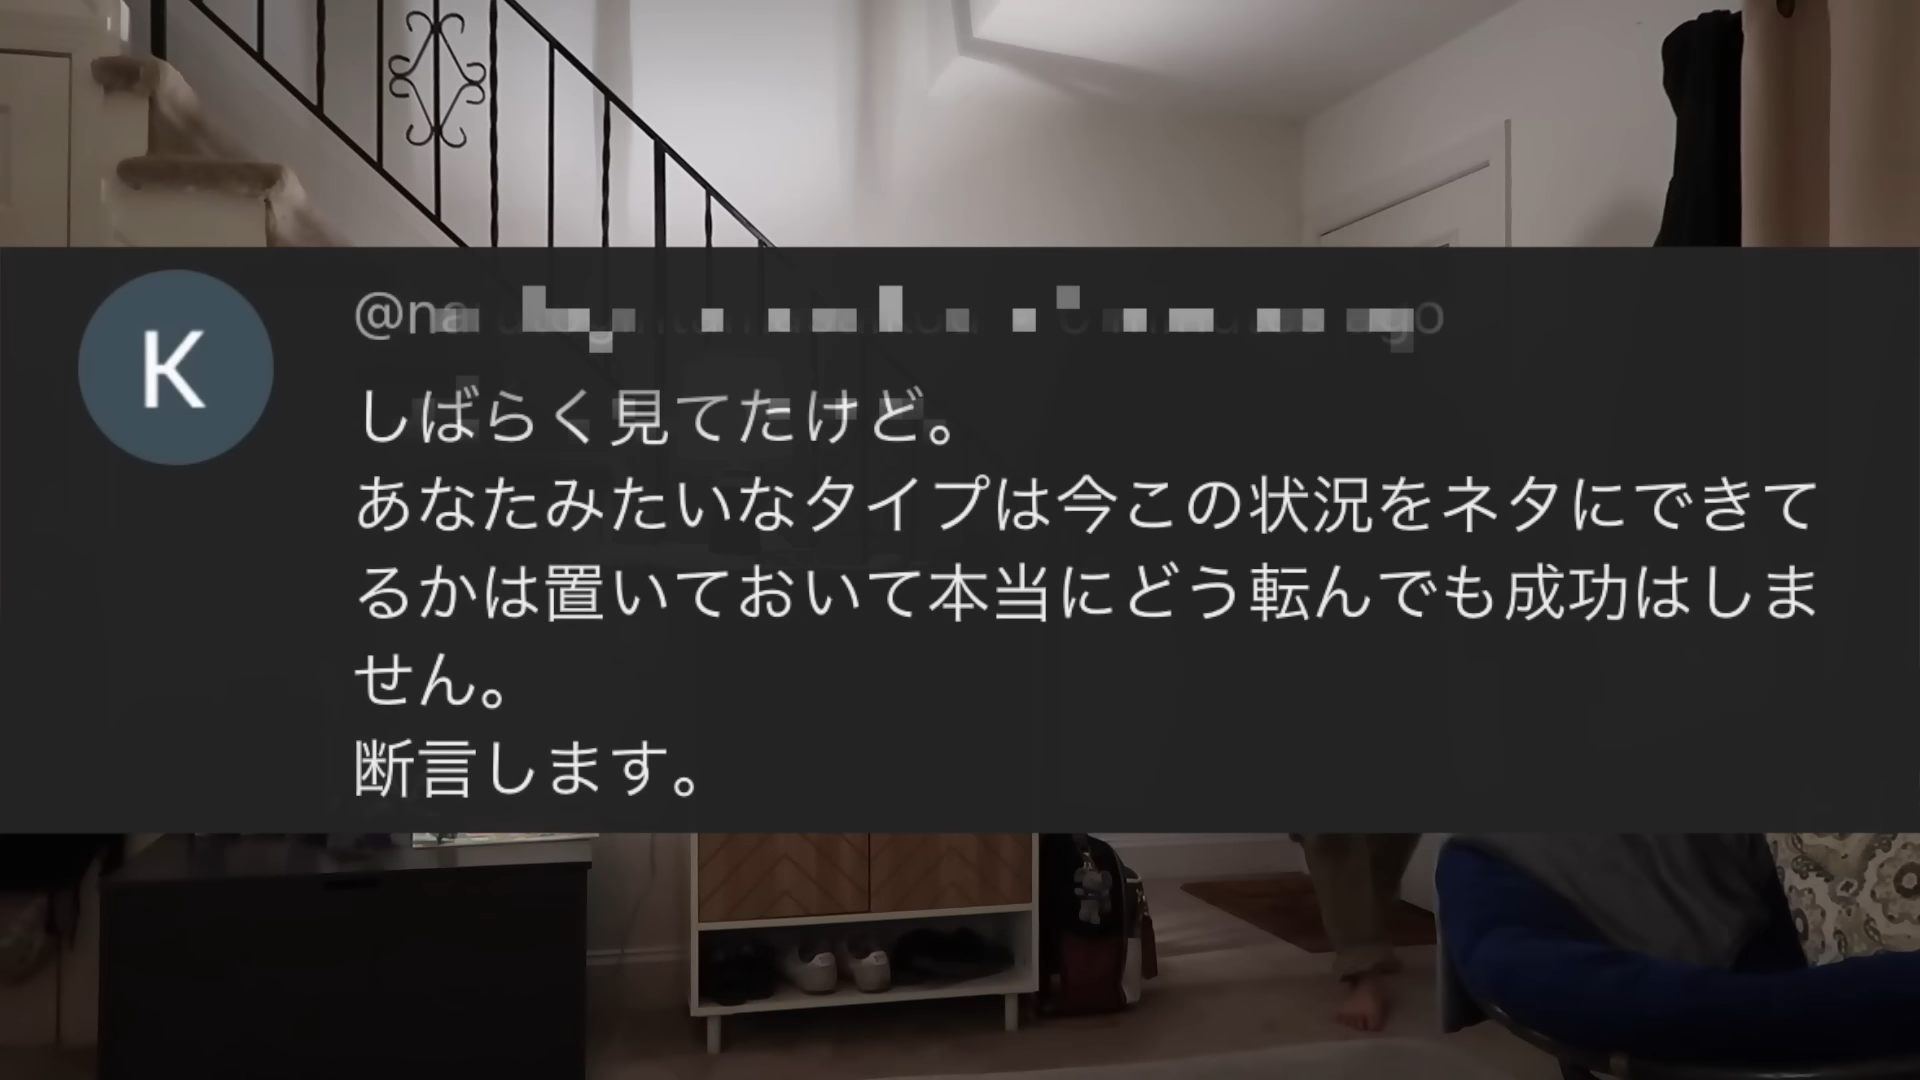 K
しばらく見てたけど。
あなたみたいなタイプは今この状況をネタにできて
るかは置いておいて本当にどう転んでも成功はしま
せん。
断言します。